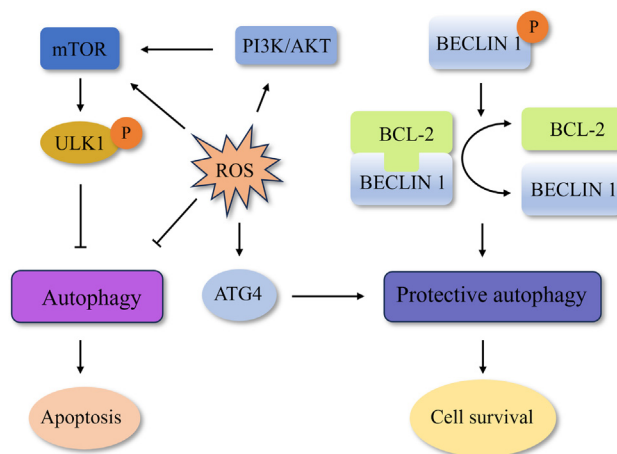 mTOR
PI3K/AKT
BECLIN 1
P
ULK1
P
ROS
BCL-2
BECLIN 1
BCL-2
BECLIN 1
Autophagy
ATG4
Protective autophagy
Apoptosis
Cell survival